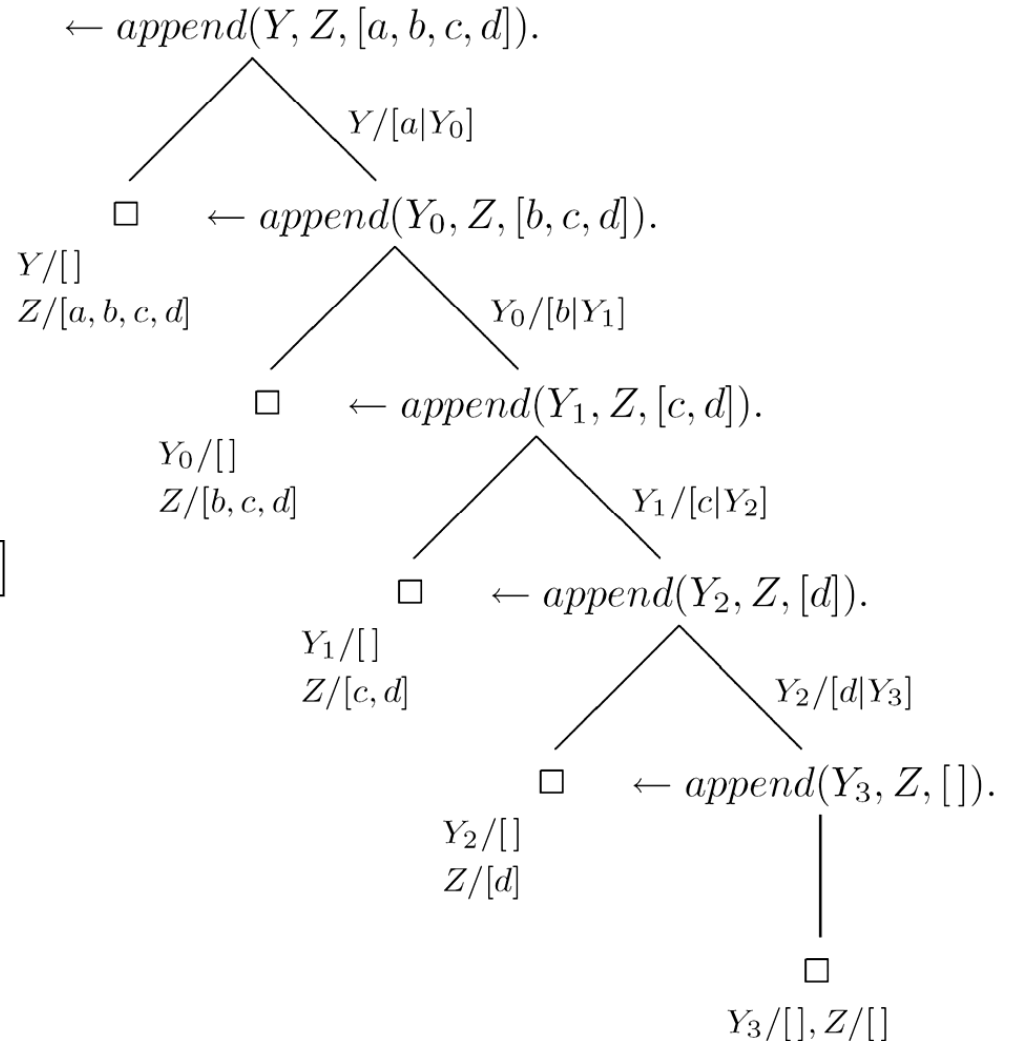 ← append(Y, Z, [a, b, c, d]).
Y/[a|Y₀]
□
← append(Y₀, Z, [b, c, d]).
Y/[]
Z/[a, b, c, d]
Y₀/[b|Y₁]
□
← append(Y₁, Z, [c, d]).
Y₀/[]
Z/[b, c, d]
Y₁/[c|Y₂]
]
□
← append(Y₂, Z, [d]).
Y₁/[]
Z/[c, d]
Y₂/[d|Y₃]
□
← append(Y₃, Z, []).
Y₂/[]
Z/[d]
□
Y₃/[], Z/[]